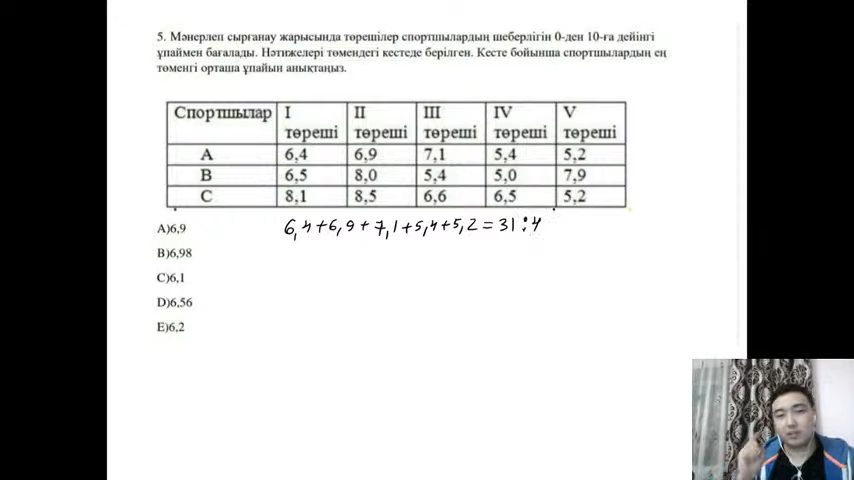 5. Мәнерлеп сырғанау жарысында төрешілер спортшылардың шеберлігін 0-ден 10-ға дейінгі
ұпаймен бағалады. Нәтижелері төмендегі кестеде берілген. Кесте бойынша спортшылардың ең
төменгі орташа ұпайын анықтаңыз.
Спортшылар I төреші II төреші III төреші IV төреші V төреші
А 6,4 6,9 7,1 5,4 5,2
В 6,5 8,0 5,4 5,0 7,9
С 8,1 8,5 6,6 6,5 5,2
6,4+6,9+7,1+5,4+5,2=31:4
A)6,9
B)6,98
C)6,1
D)6,56
E)6,2